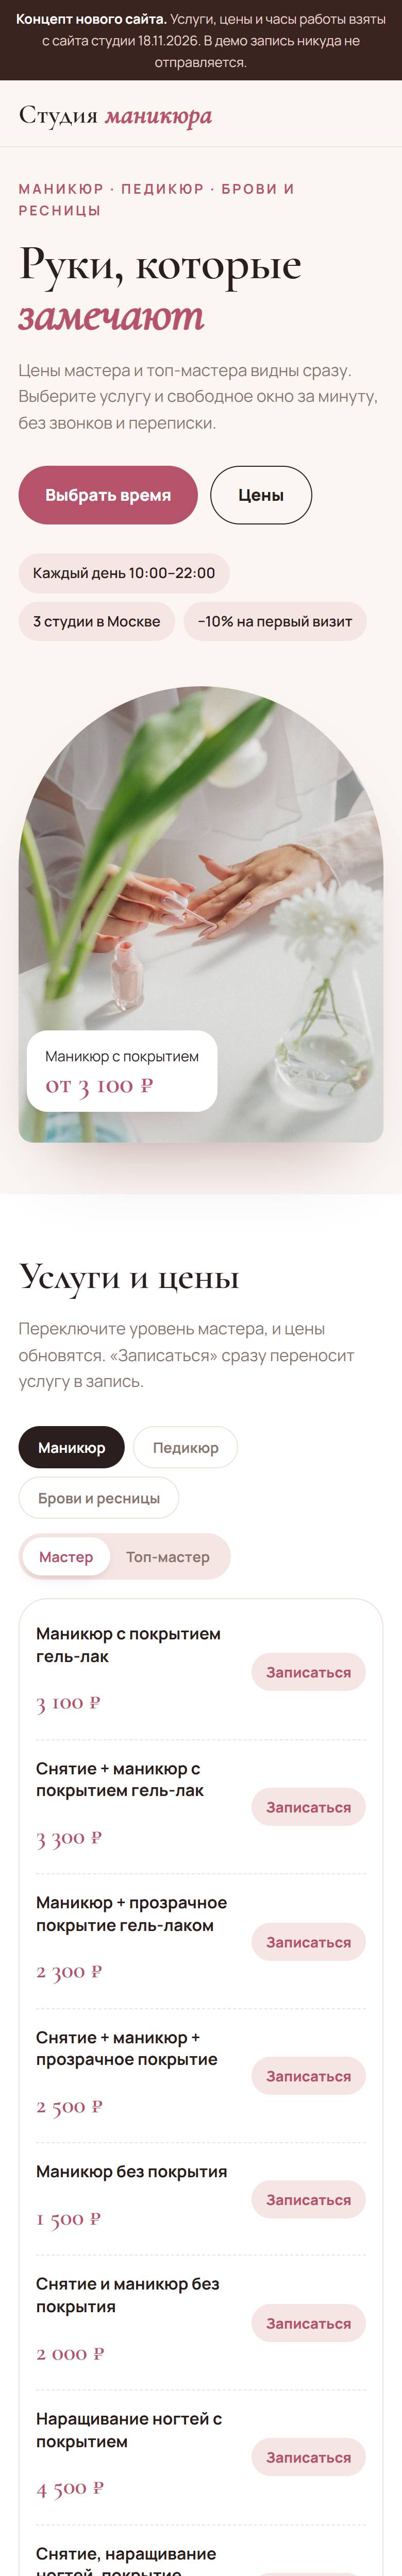 Концепт нового сайта. Услуги, цены и часы работы взяты
с сайта студии 18.11.2026. В демо запись никуда не
отправляется.
Студия маникюра
МАНИКЮР · ПЕДИКЮР · БРОВИ И
РЕСНИЦЫ
Руки, которые
замечают
Цены мастера и топ-мастера видны сразу.
Выберите услугу и свободное окно за минуту,
без звонков и переписки.
Выбрать время
Цены
Каждый день 10:00–22:00
3 студии в Москве
−10% на первый визит
Маникюр с покрытием
от 3 100 ₽
Услуги и цены
Переключите уровень мастера, и цены
обновятся. «Записаться» сразу переносит
услугу в запись.
Маникюр
Педикюр
Брови и ресницы
Мастер
Топ-мастер
Маникюр с покрытием
гель-лак
3 100 ₽
Записаться
Снятие + маникюр с
покрытием гель-лак
3 300 ₽
Записаться
Маникюр + прозрачное
покрытие гель-лаком
2 300 ₽
Записаться
Снятие + маникюр +
прозрачное покрытие
2 500 ₽
Записаться
Маникюр без покрытия
1 500 ₽
Записаться
Снятие и маникюр без
покрытия
2 000 ₽
Записаться
Наращивание ногтей с
покрытием
4 500 ₽
Записаться
Снятие, наращивание
ногтей, покрытие